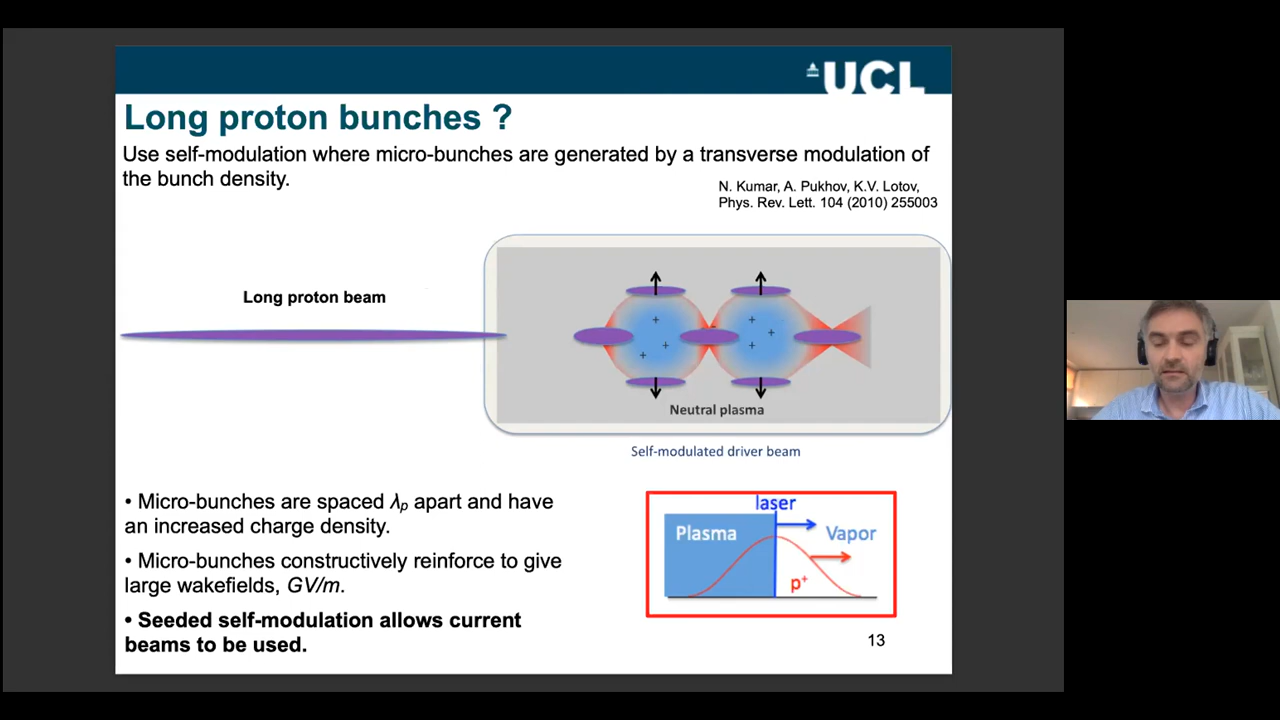 UCL
Long proton bunches ?
Use self-modulation where micro-bunches are generated by a transverse modulation of
the bunch density.
N. Kumar, A. Pukhov, K.V. Lotov,
Phys. Rev. Lett. 104 (2010) 255003
Long proton beam
+
+
+
+
+
+
Neutral plasma
Self-modulated driver beam
• Micro-bunches are spaced λp apart and have
an increased charge density.
• Micro-bunches constructively reinforce to give
large wakefields, GV/m.
• Seeded self-modulation allows current
beams to be used.
laser
Plasma
Vapor
p⁺
13